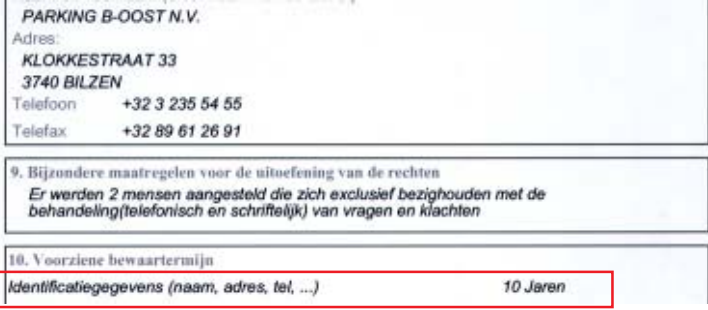 PARKING B-OOST N.V.
Adres:
KLOKKESTRAAT 33
3740 BILZEN
Telefoon +32 3 235 54 55
Telefax +32 89 61 26 91
9. Bijzondere maatregelen voor de uitoefening van de rechten
Er werden 2 mensen aangesteld die zich exclusief bezighouden met de
behandeling(telefonisch en schriftelijk) van vragen en klachten
10. Voorziene bewaartermijn
Identificatiegegevens (naam, adres, tel, ...) 10 Jaren